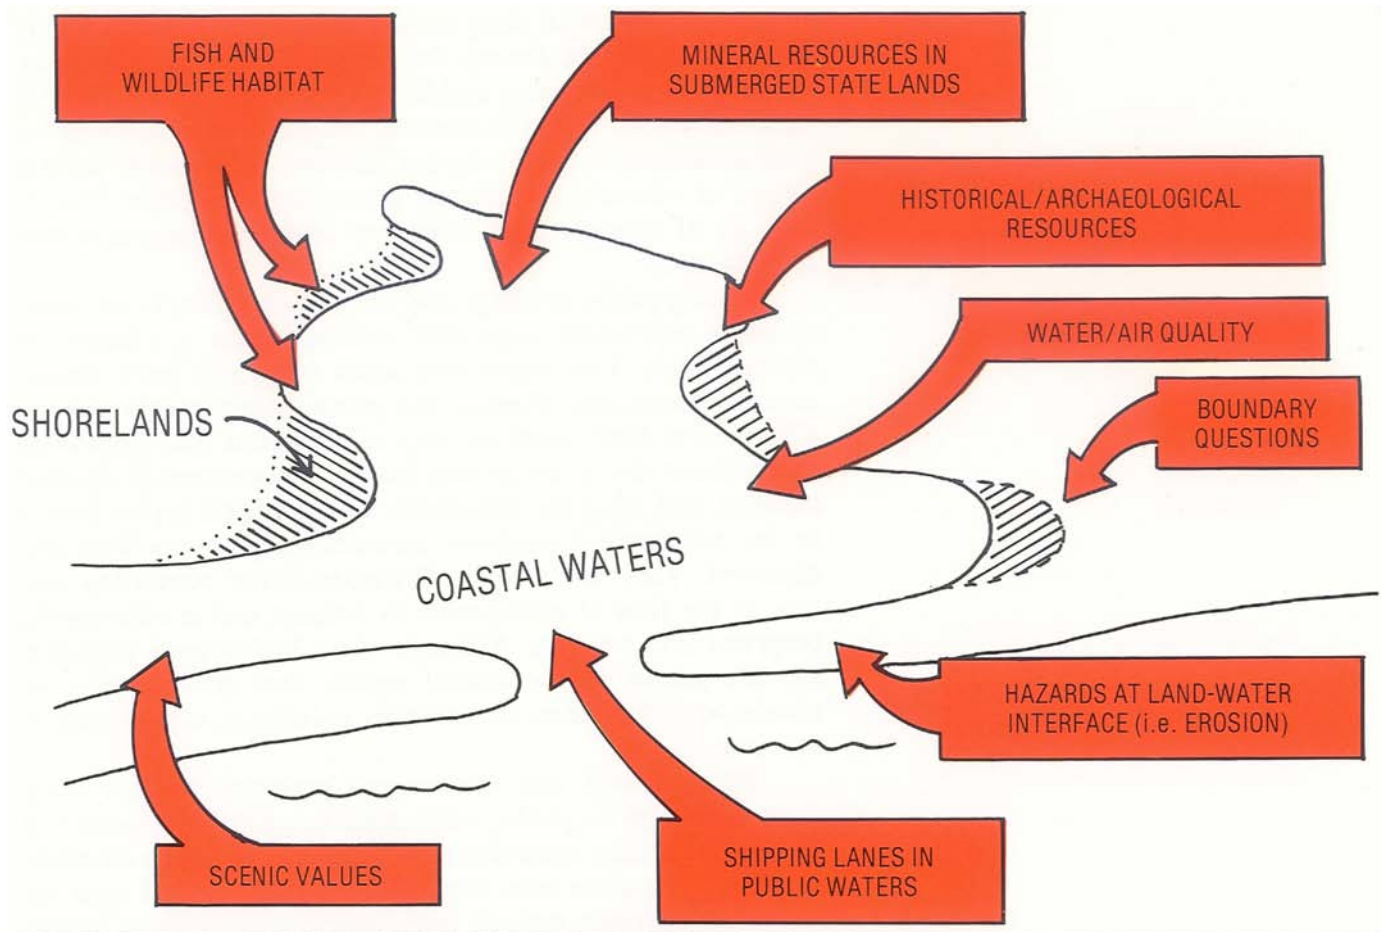 FISH AND
WILDLIFE HABITAT
MINERAL RESOURCES IN
SUBMERGED STATE LANDS
HISTORICAL/ARCHAEOLOGICAL
RESOURCES
WATER/AIR QUALITY
BOUNDARY
QUESTIONS
SHORELANDS
COASTAL WATERS
HAZARDS AT LAND-WATER
INTERFACE (i.e. EROSION)
SHIPPING LANES IN
PUBLIC WATERS
SCENIC VALUES